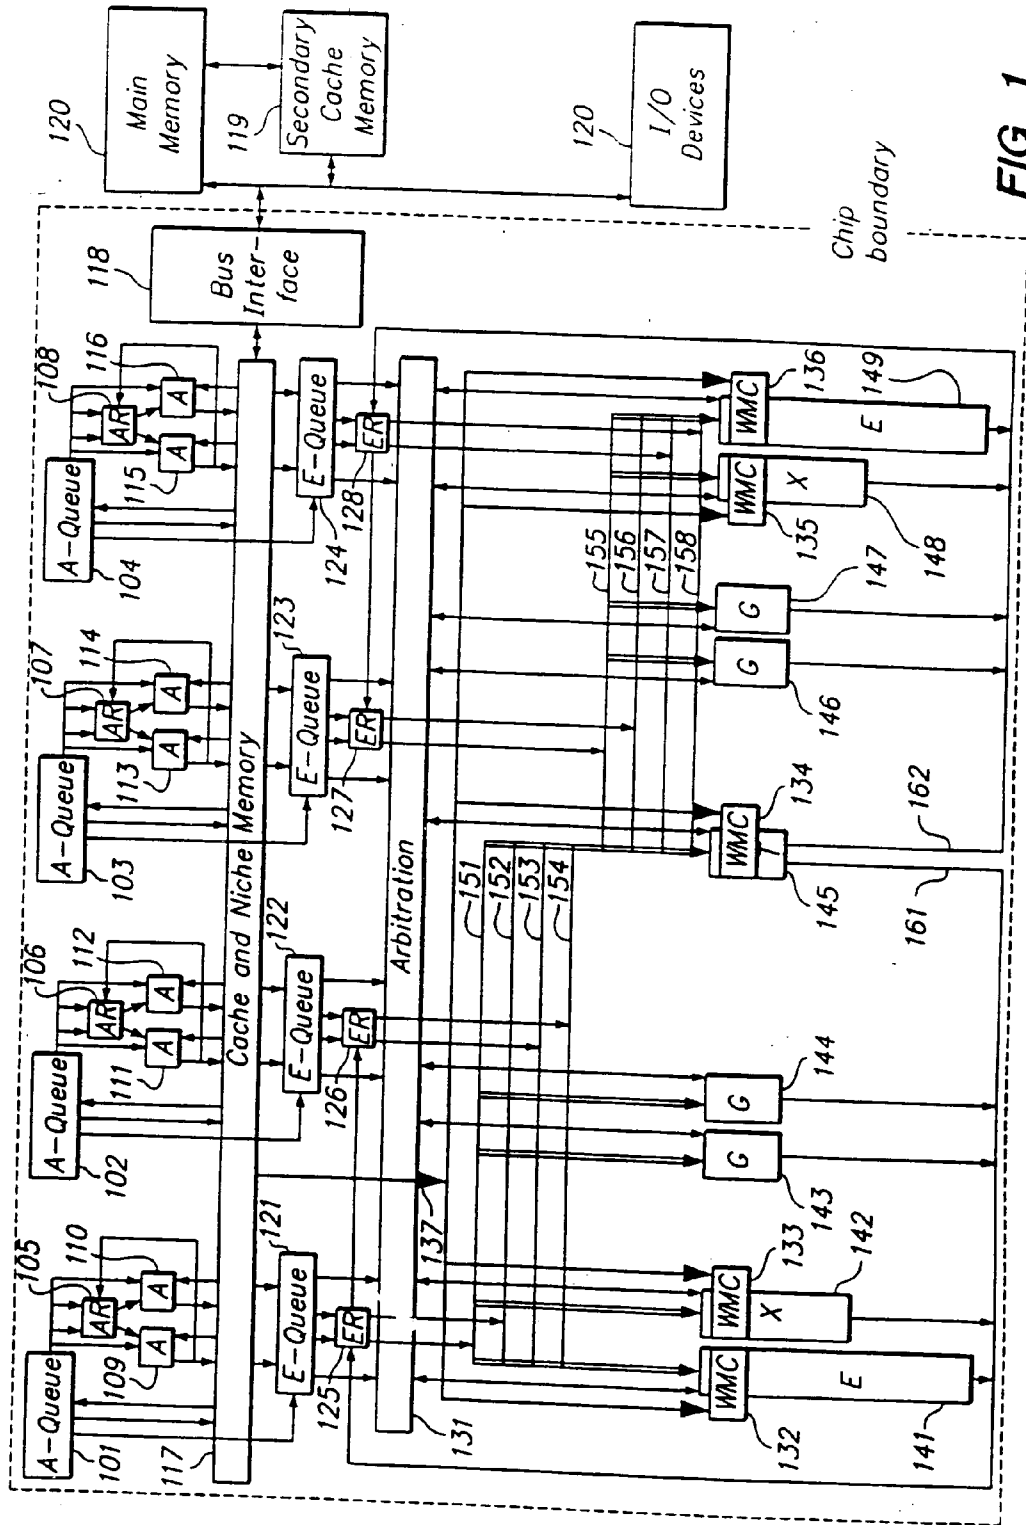 FIG. 1
Main
Memory
120
Secondary
Cache
Memory
119
I/O
Devices
120
Chip
boundary
Bus
Inter-
face
118
A-Queue
101
AR
105
A
109
A
110
A-Queue
102
AR
106
A
111
A
112
A-Queue
103
AR
107
A
113
A
114
A-Queue
104
AR
108
A
115
A
116
Cache and Niche Memory
117
E-Queue
121
E-Queue
122
E-Queue
123
E-Queue
124
ER
125
ER
126
ER
127
ER
128
Arbitration
131
137
151
152
153
154
155
156
157
158
WMC
132
E
141
WMC
133
X
142
G
143
G
144
WMC
134
T
145
G
146
G
147
WMC
135
X
148
WMC
136
E
149
161
162